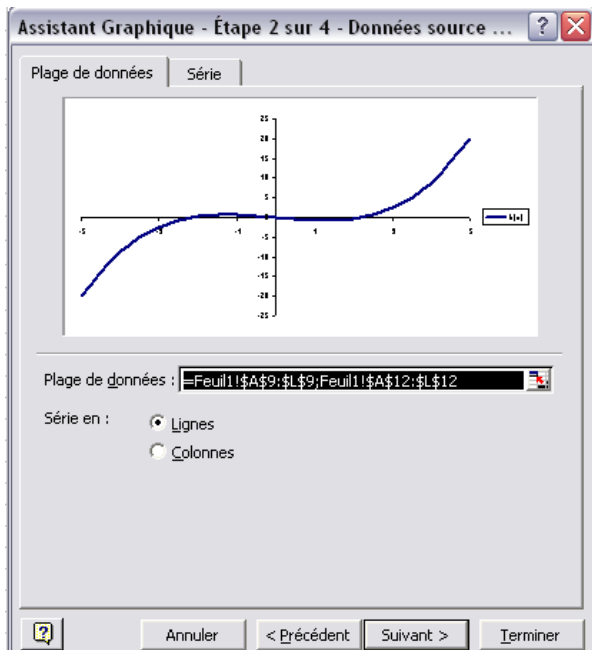 Assistant Graphique - Étape 2 sur 4 - Données source ...
Plage de données Série
25
20
15
10
5
0
-5 -3 -1 1 3 5
-5
-10
-15
-20
-25
Plage de données : =Feuil1!$A$9:$L$9;Feuil1!$A$12:$L$12
Série en :
Lignes
Colonnes
Annuler < Précédent Suivant > Terminer